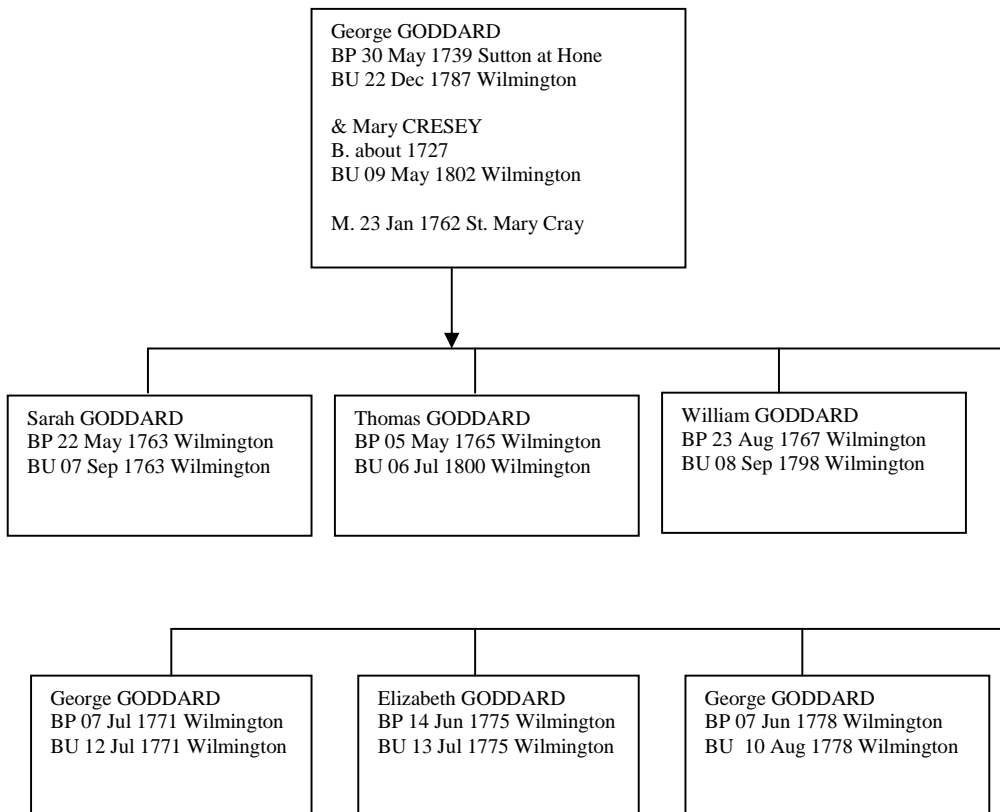 George GODDARD
BP 30 May 1739 Sutton at Hone
BU 22 Dec 1787 Wilmington
& Mary CRESEY
B. about 1727
BU 09 May 1802 Wilmington
M. 23 Jan 1762 St. Mary Cray
Sarah GODDARD
BP 22 May 1763 Wilmington
BU 07 Sep 1763 Wilmington
Thomas GODDARD
BP 05 May 1765 Wilmington
BU 06 Jul 1800 Wilmington
William GODDARD
BP 23 Aug 1767 Wilmington
BU 08 Sep 1798 Wilmington
George GODDARD
BP 07 Jul 1771 Wilmington
BU 12 Jul 1771 Wilmington
Elizabeth GODDARD
BP 14 Jun 1775 Wilmington
BU 13 Jul 1775 Wilmington
George GODDARD
BP 07 Jun 1778 Wilmington
BU 10 Aug 1778 Wilmington